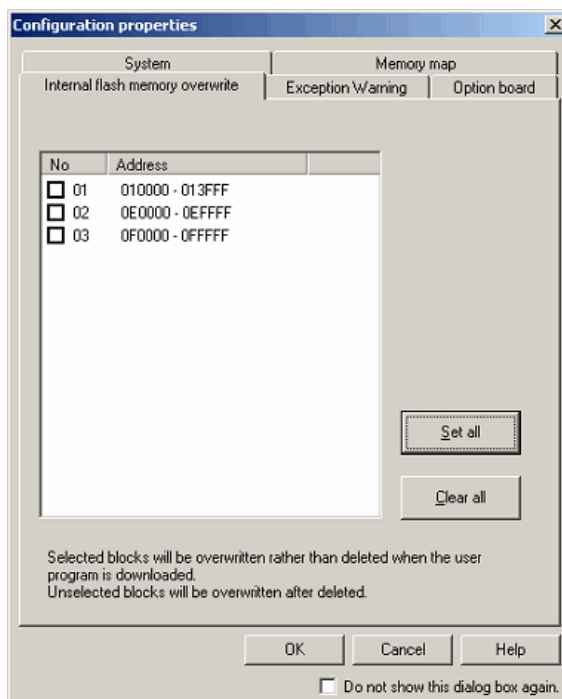 Configuration properties
System
Memory map
Internal flash memory overwrite
Exception Warning
Option board
No Address
01 010000 - 013FFF
02 0E0000 - 0EFFFF
03 0F0000 - 0FFFFF
Set all
Clear all
Selected blocks will be overwritten rather than deleted when the user
program is downloaded.
Unselected blocks will be overwritten after deleted.
OK
Cancel
Help
Do not show this dialog box again.